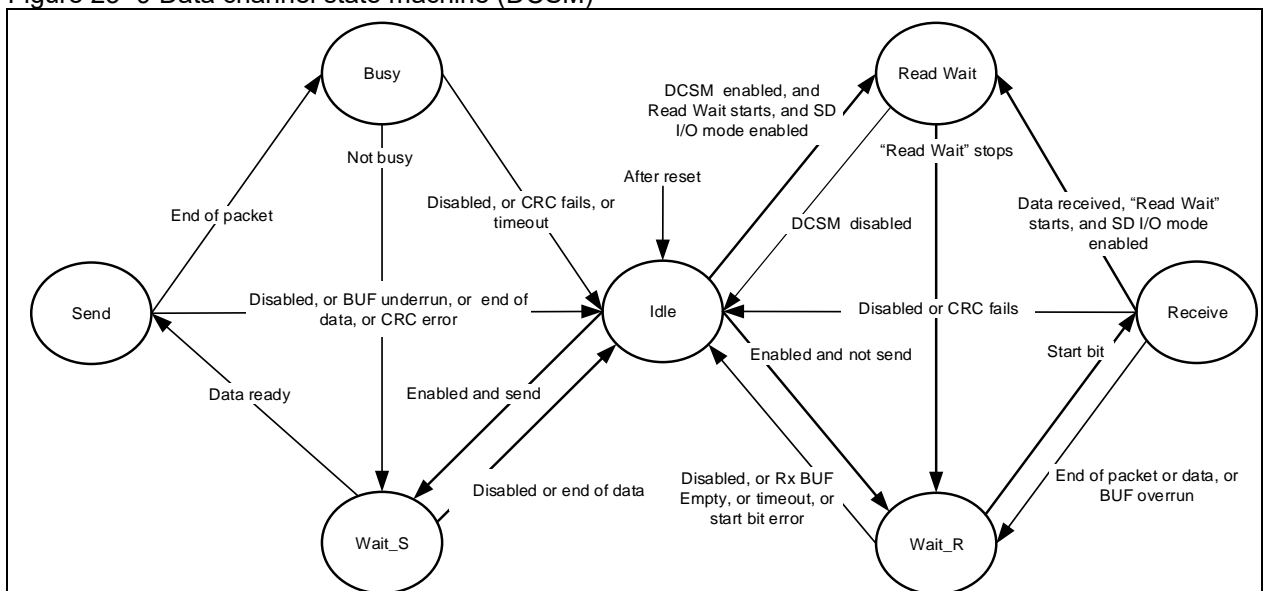 Figure 25- 9 Data channel state machine (DCSM)
Busy
Read Wait
DCSM enabled, and
Read Wait starts, and SD
I/O mode enabled
Not busy
“Read Wait” stops
After reset
End of packet
Disabled, or CRC fails, or
timeout
DCSM disabled
Data received, “Read Wait”
starts, and SD I/O mode
enabled
Send
Disabled, or BUF underrun, or end of
data, or CRC error
Idle
Disabled or CRC fails
Receive
Enabled and not send
Start bit
Data ready
Enabled and send
Disabled or end of data
Disabled, or Rx BUF
Empty, or timeout, or
start bit error
End of packet or data, or
BUF overrun
Wait_S
Wait_R